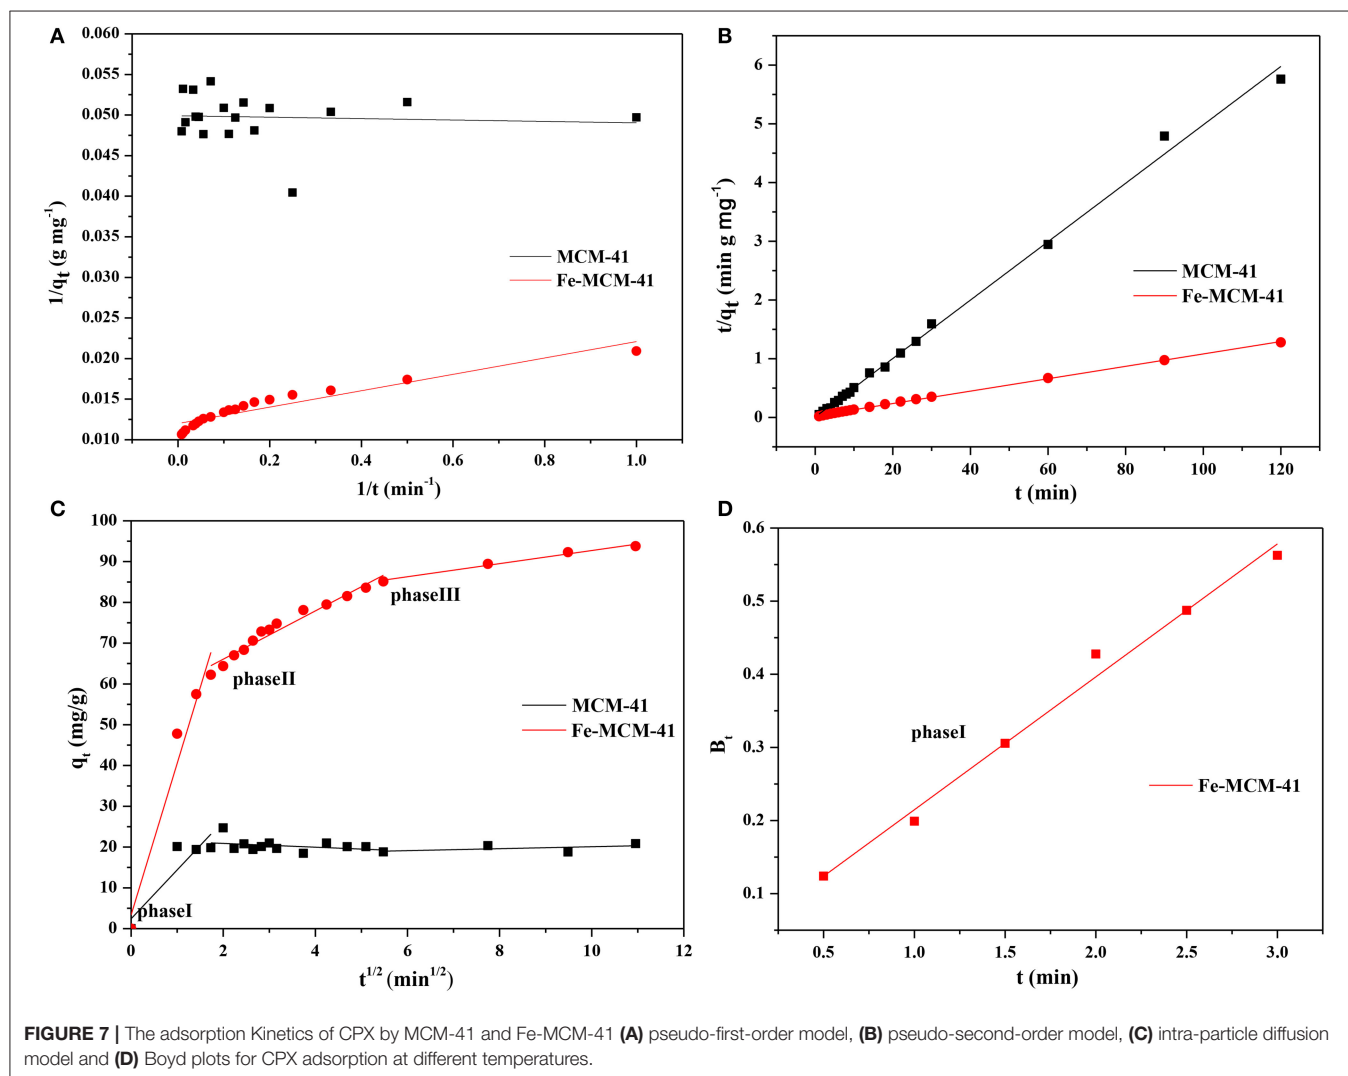 A
0.060
0.055
0.050
0.045
0.040
0.035
0.030
0.025
0.020
0.015
0.010
1/qt (g mg-1)
MCM-41
Fe-MCM-41
0.0 0.2 0.4 0.6 0.8 1.0
1/t (min-1)
B
6
5
4
3
2
1
0
t/qt (min g mg-1)
MCM-41
Fe-MCM-41
0 20 40 60 80 100 120
t (min)
C
100
90
80
70
60
50
40
30
20
10
0
qt (mg/g)
phaseIII
phaseII
MCM-41
Fe-MCM-41
phaseI
0 2 4 6 8 10 12
t1/2 (min1/2)
D
0.6
0.5
0.4
0.3
0.2
0.1
Bt
phaseI
Fe-MCM-41
0.5 1.0 1.5 2.0 2.5 3.0
t (min)
FIGURE 7 | The adsorption Kinetics of CPX by MCM-41 and Fe-MCM-41 (A) pseudo-first-order model, (B) pseudo-second-order model, (C) intra-particle diffusion
model and (D) Boyd plots for CPX adsorption at different temperatures.